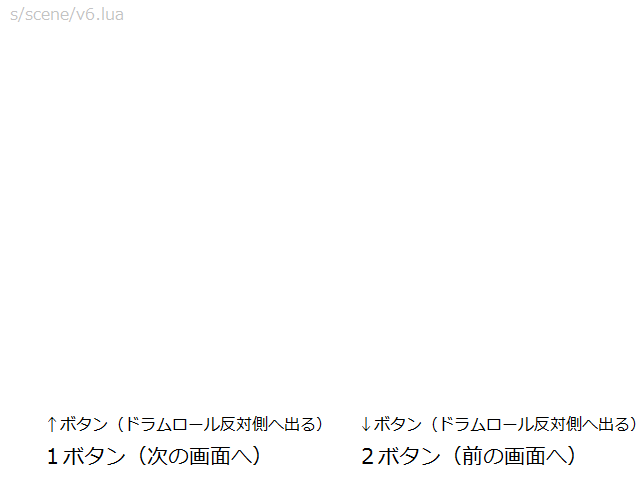 s/scene/v6.lua
↑ボタン（ドラムロール反対側へ出る）
↓ボタン（ドラムロール反対側へ出る）
１ボタン（次の画面へ）
２ボタン（前の画面へ）